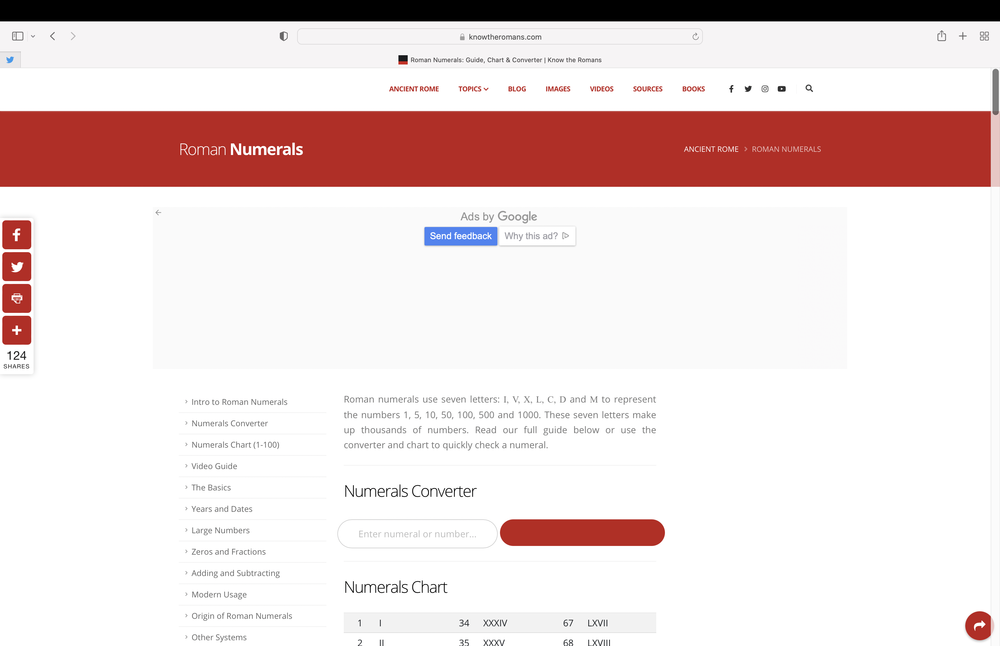 knowtheromans.com
Roman Numerals: Guide, Chart & Converter | Know the Romans
ANCIENT ROME TOPICS BLOG IMAGES VIDEOS SOURCES BOOKS
Roman Numerals
ANCIENT ROME > ROMAN NUMERALS
Ads by Google
Send feedback Why this ad?
124
SHARES
Intro to Roman Numerals
Numerals Converter
Numerals Chart (1-100)
Video Guide
The Basics
Years and Dates
Large Numbers
Zeros and Fractions
Adding and Subtracting
Modern Usage
Origin of Roman Numerals
Other Systems
Roman numerals use seven letters: I, V, X, L, C, D and M to represent
the numbers 1, 5, 10, 50, 100, 500 and 1000. These seven letters make
up thousands of numbers. Read our full guide below or use the
converter and chart to quickly check a numeral.
Numerals Converter
Enter numeral or number...
Numerals Chart
1 I 34 XXXIV 67 LXVII
2 II 35 XXXV 68 LXVIII